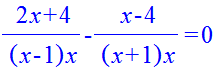 (2x+4)/((x-1)x) - (x-4)/((x+1)x) = 0